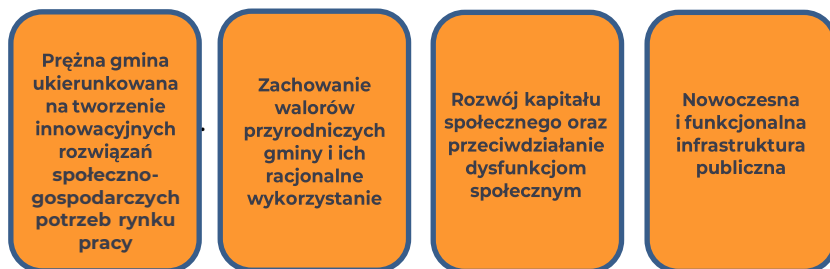 Prężna gmina
ukierunkowana
na tworzenie
innowacyjnych
rozwiązań
społeczno-
gospodarczych
potrzeb rynku
pracy
Zachowanie
walorów
przyrodniczych
gminy i ich
racjonalne
wykorzystanie
Rozwój kapitału
społecznego oraz
przeciwdziałanie
dysfunkcjom
społecznym
Nowoczesna
i funkcjonalna
infrastruktura
publiczna